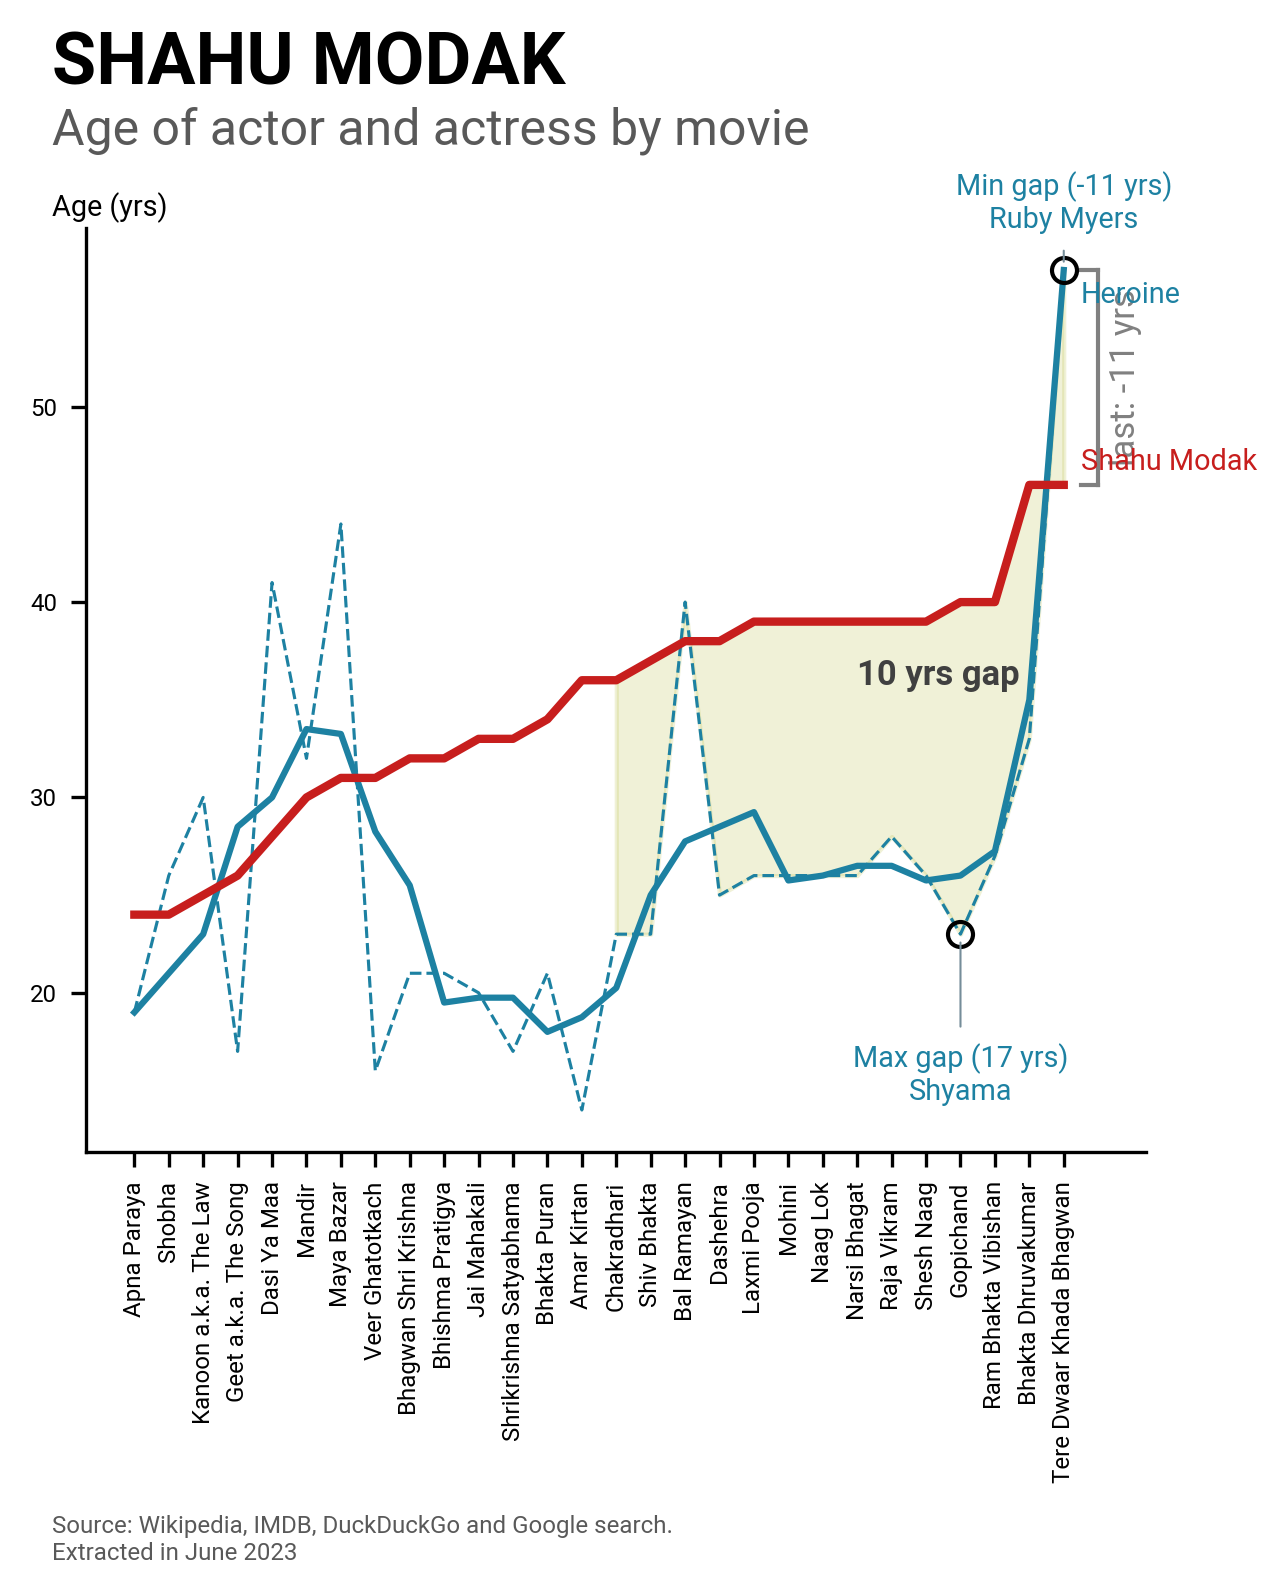 SHAHU MODAK
Age of actor and actress by movie
Age (yrs)
Min gap (-11 yrs)
Ruby Myers
Heroine
last: -11 yrs
Shahu Modak
50
40
30
20
10 yrs gap
Max gap (17 yrs)
Shyama
Apna Paraya
Shobha
Kanoon a.k.a. The Law
Geet a.k.a. The Song
Dasi Ya Maa
Mandir
Maya Bazar
Veer Ghatotkach
Bhagwan Shri Krishna
Bhishma Pratigya
Jai Mahakali
Shrikrishna Satyabhama
Bhakta Puran
Amar Kirtan
Chakradhari
Shiv Bhakta
Bal Ramayan
Dashehra
Laxmi Pooja
Mohini
Naag Lok
Narsi Bhagat
Raja Vikram
Shesh Naag
Gopichand
Ram Bhakta Vibishan
Bhakta Dhruvakumar
Tere Dwaar Khada Bhagwan
Source: Wikipedia, IMDB, DuckDuckGo and Google search.
Extracted in June 2023